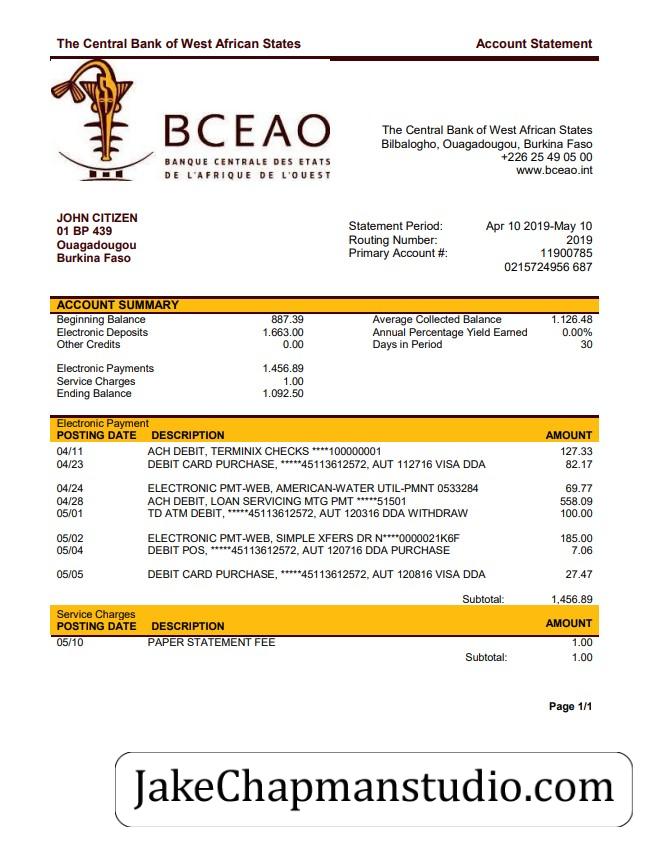 The Central Bank of West African States Account Statement
BCEAO
BANQUE CENTRALE DES ETATS
DE L'AFRIQUE DE L'OUEST
The Central Bank of West African States
Bilbalogho, Ouagadougou, Burkina Faso
+226 25 49 05 00
www.bceao.int
JOHN CITIZEN
01 BP 439
Ouagadougou
Burkina Faso
Statement Period: Apr 10 2019-May 10
Routing Number: 2019
Primary Account #: 11900785
0215724956 687
ACCOUNT SUMMARY
Beginning Balance 887.39 Average Collected Balance 1.126.48
Electronic Deposits 1.663.00 Annual Percentage Yield Earned 0.00%
Other Credits 0.00 Days in Period 30
Electronic Payments 1.456.89
Service Charges 1.00
Ending Balance 1.092.50
Electronic Payment
POSTING DATE DESCRIPTION AMOUNT
04/11 ACH DEBIT, TERMINIX CHECKS ****100000001 127.33
04/23 DEBIT CARD PURCHASE, *****45113612572, AUT 112716 VISA DDA 82.17
04/24 ELECTRONIC PMT-WEB, AMERICAN-WATER UTIL-PMNT 0533284 69.77
04/28 ACH DEBIT, LOAN SERVICING MTG PMT *****51501 558.09
05/01 TD ATM DEBIT, *****45113612572, AUT 120316 DDA WITHDRAW 100.00
05/02 ELECTRONIC PMT-WEB, SIMPLE XFERS DR N****0000021K6F 185.00
05/04 DEBIT POS, *****45113612572, AUT 120716 DDA PURCHASE 7.06
05/05 DEBIT CARD PURCHASE, *****45113612572, AUT 120816 VISA DDA 27.47
Subtotal: 1,456.89
Service Charges
POSTING DATE DESCRIPTION AMOUNT
05/10 PAPER STATEMENT FEE 1.00
Subtotal: 1.00
Page 1/1
JakeChapmanstudio.com